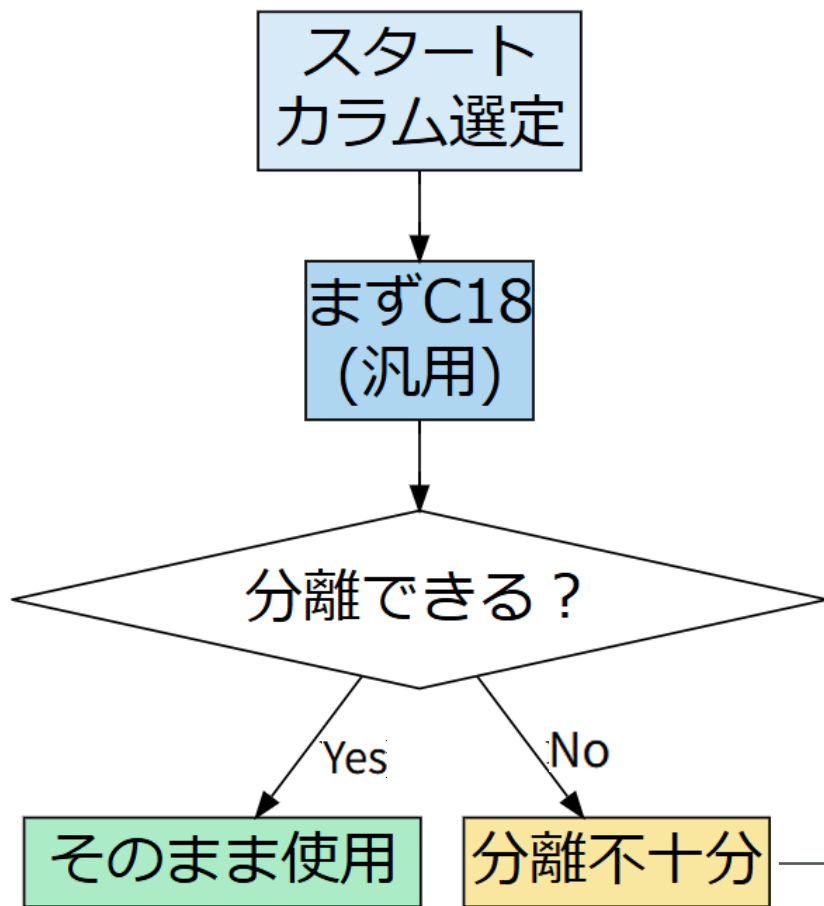 スタート
カラム選定
まずC18
(汎用)
分離できる？
Yes
No
そのまま使用
分離不十分